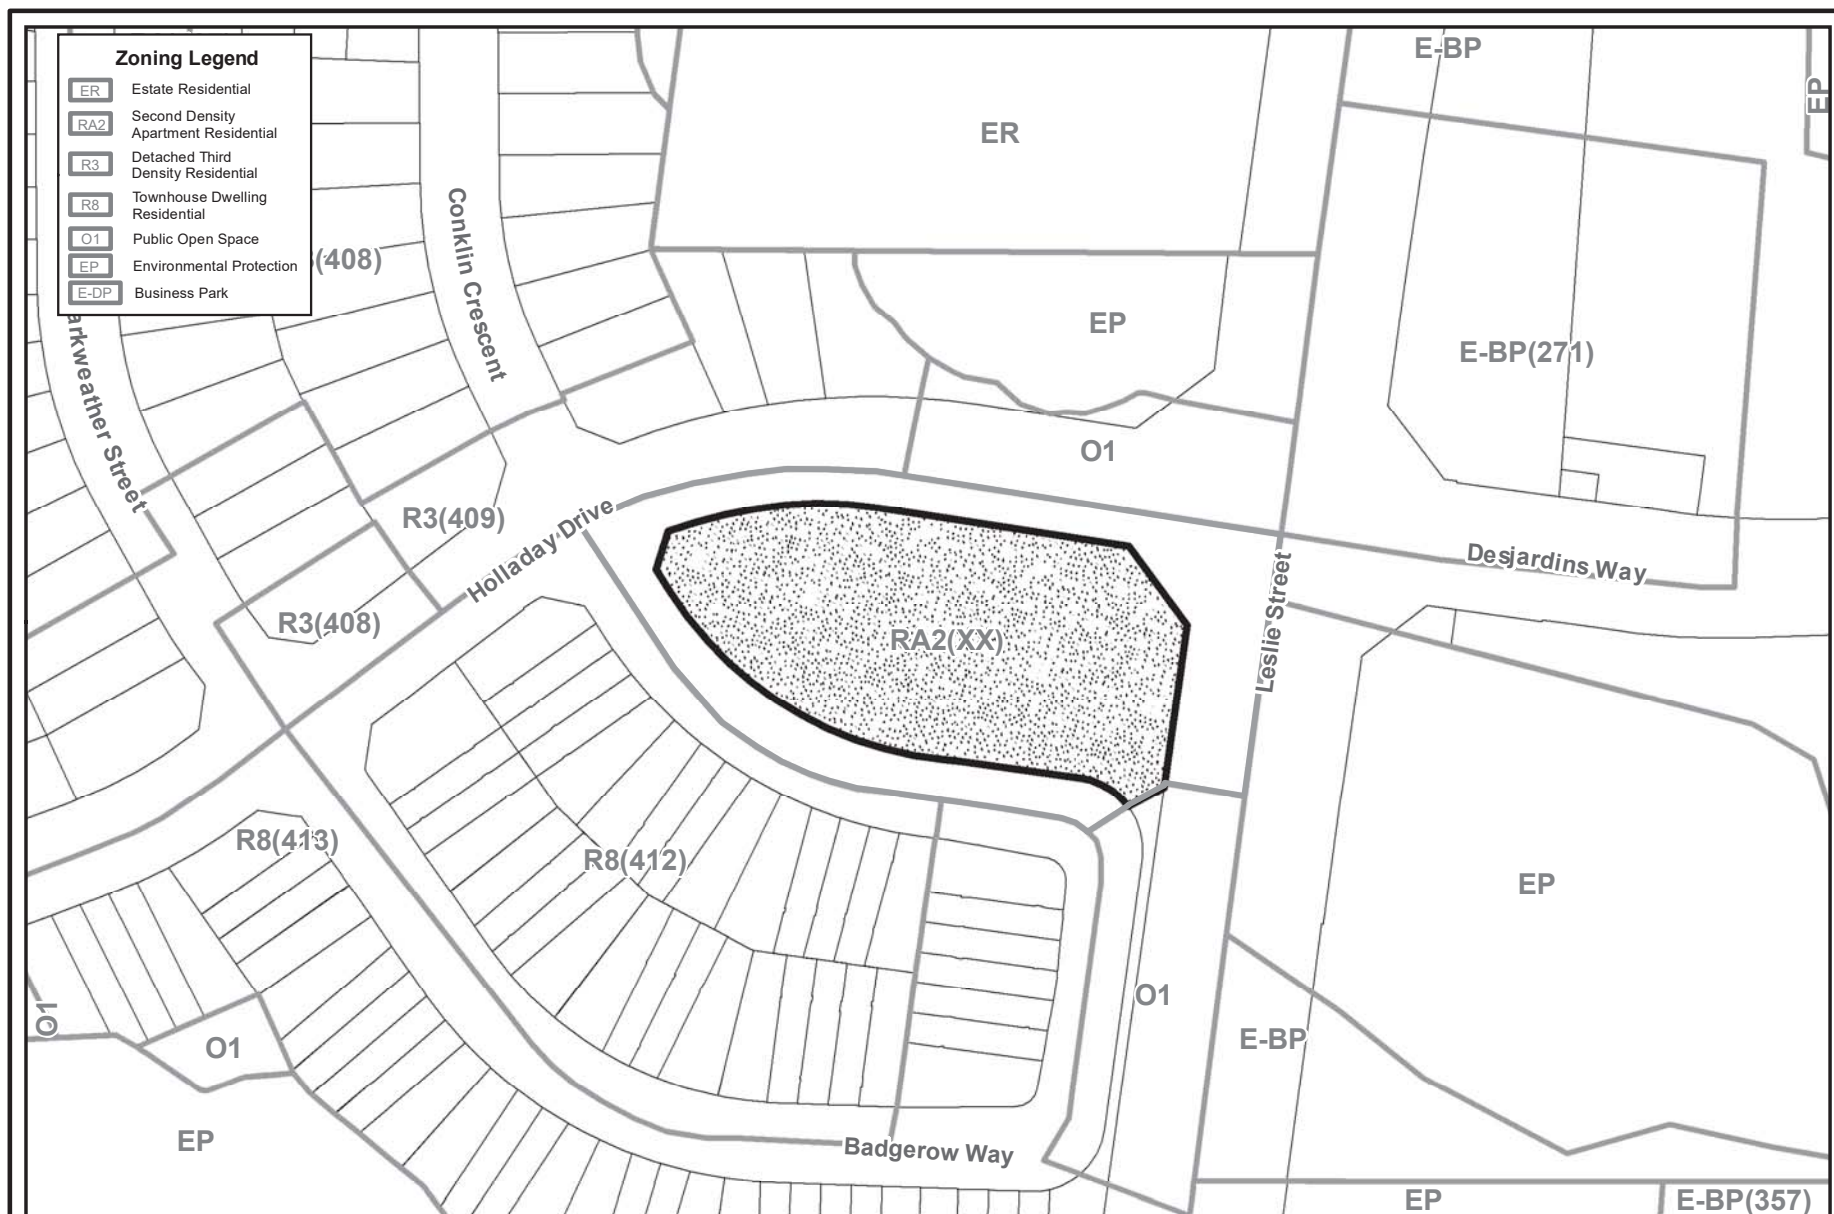 Zoning Legend
ER Estate Residential
RA2 Second Density
Apartment Residential
R3 Detached Third
Density Residential
R8 Townhouse Dwelling
Residential
O1 Public Open Space
EP Environmental Protection
E-DP Business Park
E-BP
EP
ER
(408)
Conklin Crescent
EP
E-BP(271)
arkweather Street
O1
R3(409)
Holladay Drive
Desjardins Way
R3(408)
RA2(XX)
Leslie Street
R8(413)
R8(412)
EP
O1
O1
O1
E-BP
EP
Badgerow Way
EP
E-BP(357)